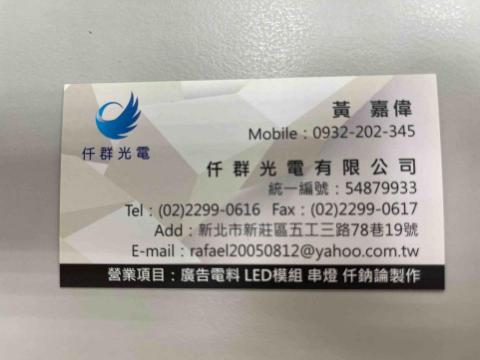 仟群光電
黃 嘉偉
Mobile：0932-202-345
仟群光電有限公司
統一編號：54879933
Tel：(02)2299-0616 Fax：(02)2299-0617
Add：新北市新莊區五工三路78巷19號
E-mail：rafael20050812@yahoo.com.tw
營業項目：廣告電料 LED模組 串燈 仟鈉論製作